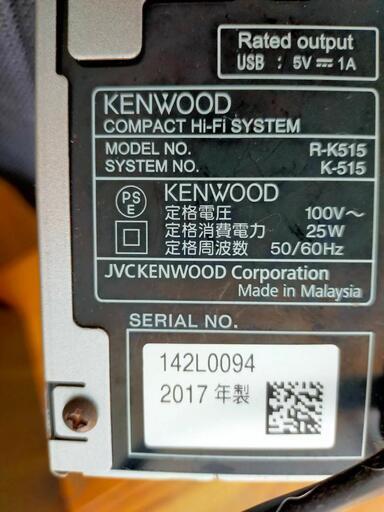 Rated output
USB : 5V⎓1A
KENWOOD
COMPACT Hi-Fi SYSTEM
MODEL NO. R-K515
SYSTEM NO. K-515
PS
E
KENWOOD
定格電圧 100V~
定格消費電力 25W
定格周波数 50/60Hz
JVCKENWOOD Corporation
Made in Malaysia
SERIAL NO.
142L0094
2017 年製